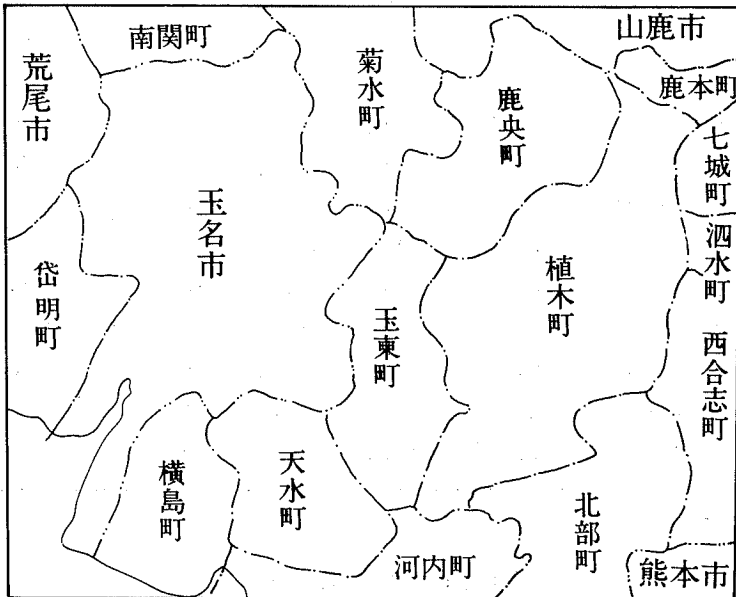 南関町
山鹿市
荒尾市
菊水町
鹿央町
鹿本町
七城町
玉名市
泗水町
岱明町
植木町
玉東町
西合志町
横島町
天水町
北部町
河内町
熊本市